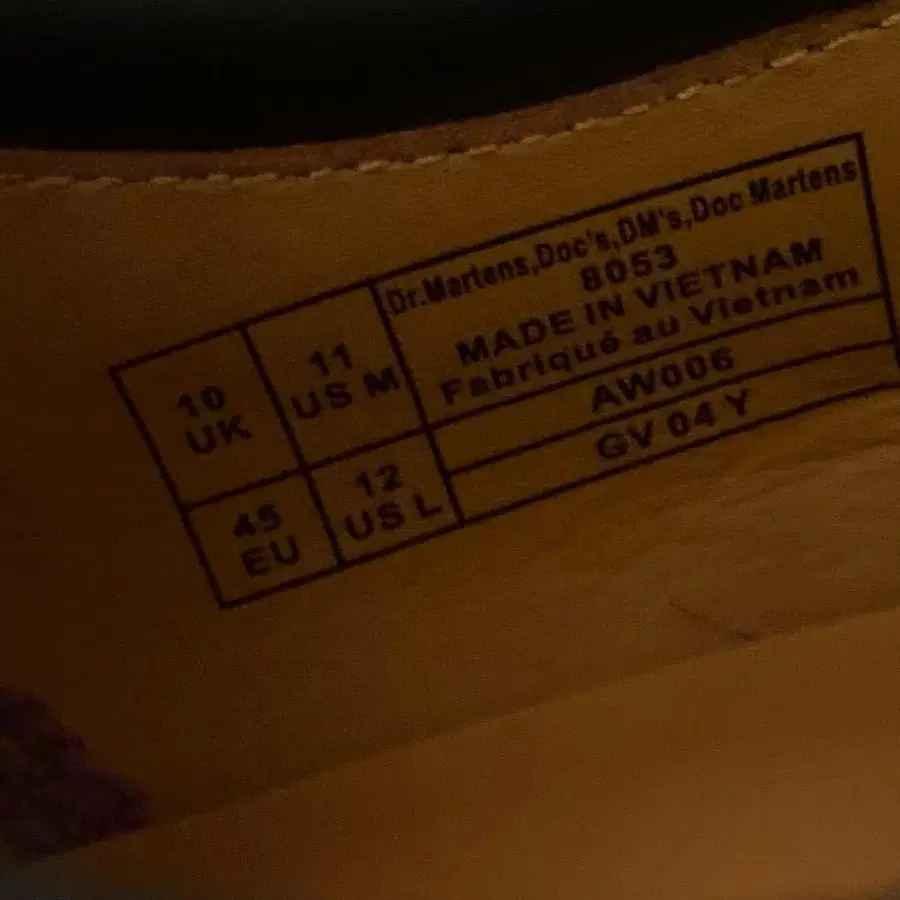 10
UK
11
US M
45
EU
12
US L
Dr.Martens,Doc's,DM's,Doc Martens
8053
MADE IN VIETNAM
Fabriqué au Vietnam
AW006
GV 04 Y